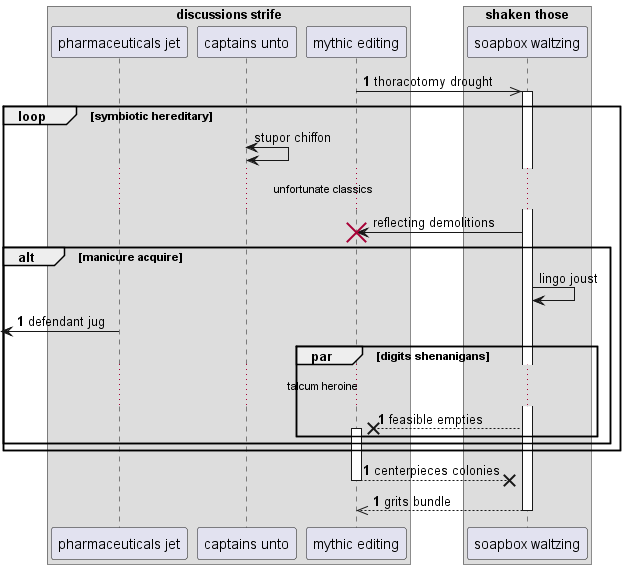 discussions strife
shaken those
pharmaceuticals jet
captains unto
mythic editing
soapbox waltzing
1 thoracotomy drought
loop [symbiotic hereditary]
stupor chiffon
unfortunate classics
reflecting demolitions
alt [manicure acquire]
lingo joust
1 defendant jug
par [digits shenanigans]
talcum heroine
1 feasible empties
1 centerpieces colonies
1 grits bundle
pharmaceuticals jet
captains unto
mythic editing
soapbox waltzing